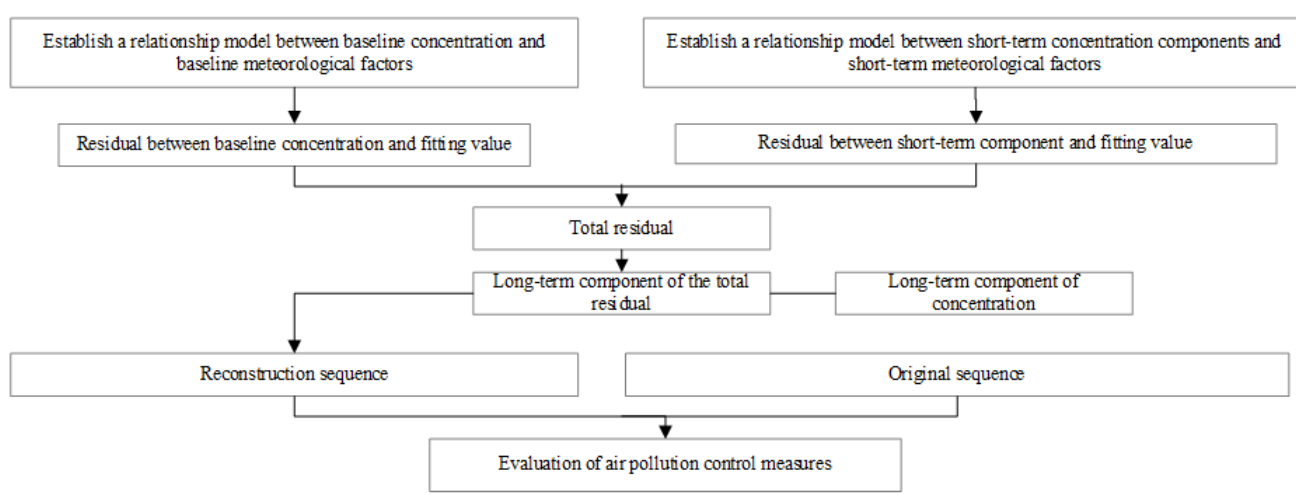 Establish a relationship model between baseline concentration and
baseline meteorological factors
Establish a relationship model between short-term concentration components and
short-term meteorological factors
Residual between baseline concentration and fitting value
Residual between short-term component and fitting value
Total residual
Long-term component of the total
residual
Long-term component of
concentration
Reconstruction sequence
Original sequence
Evaluation of air pollution control measures